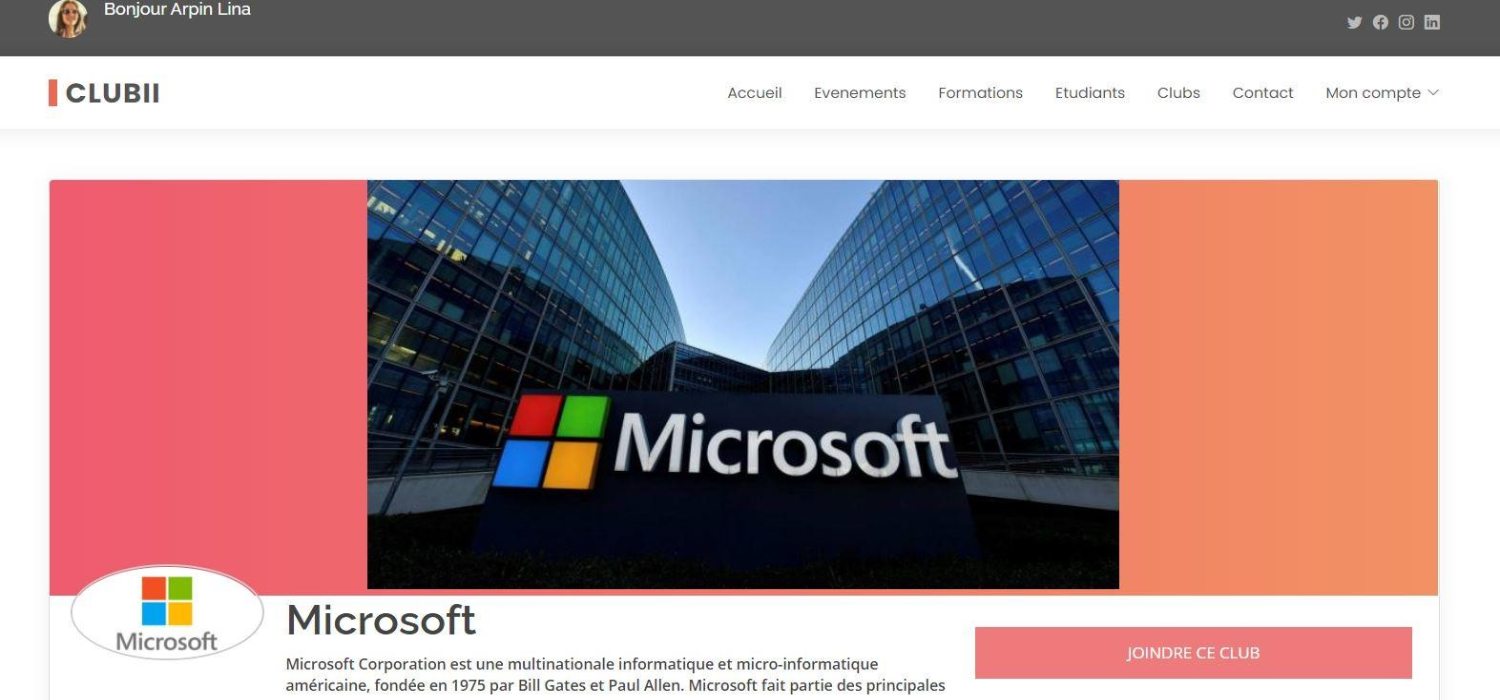 Bonjour Arpin Lina
CLUBII
Accueil Evenements Formations Etudiants Clubs Contact Mon compte
Microsoft
Microsoft
Microsoft
JOINDRE CE CLUB
Microsoft Corporation est une multinationale informatique et micro-informatique
américaine, fondée en 1975 par Bill Gates et Paul Allen. Microsoft fait partie des principales